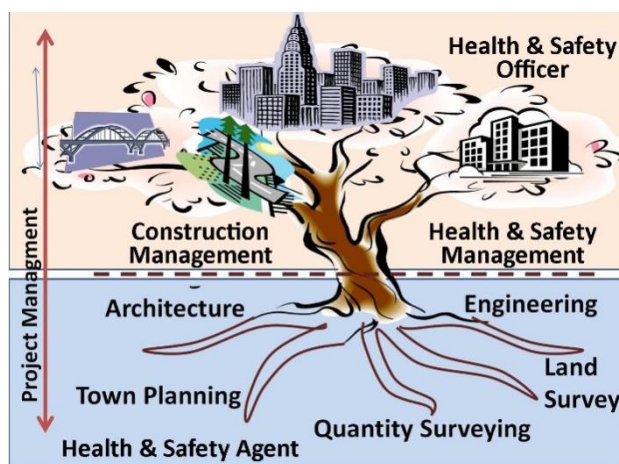 Health & Safety
Officer
Construction
Management
Health & Safety
Management
Project Managment
Architecture
Engineering
Land
Survey
Town Planning
Quantity Surveying
Health & Safety Agent